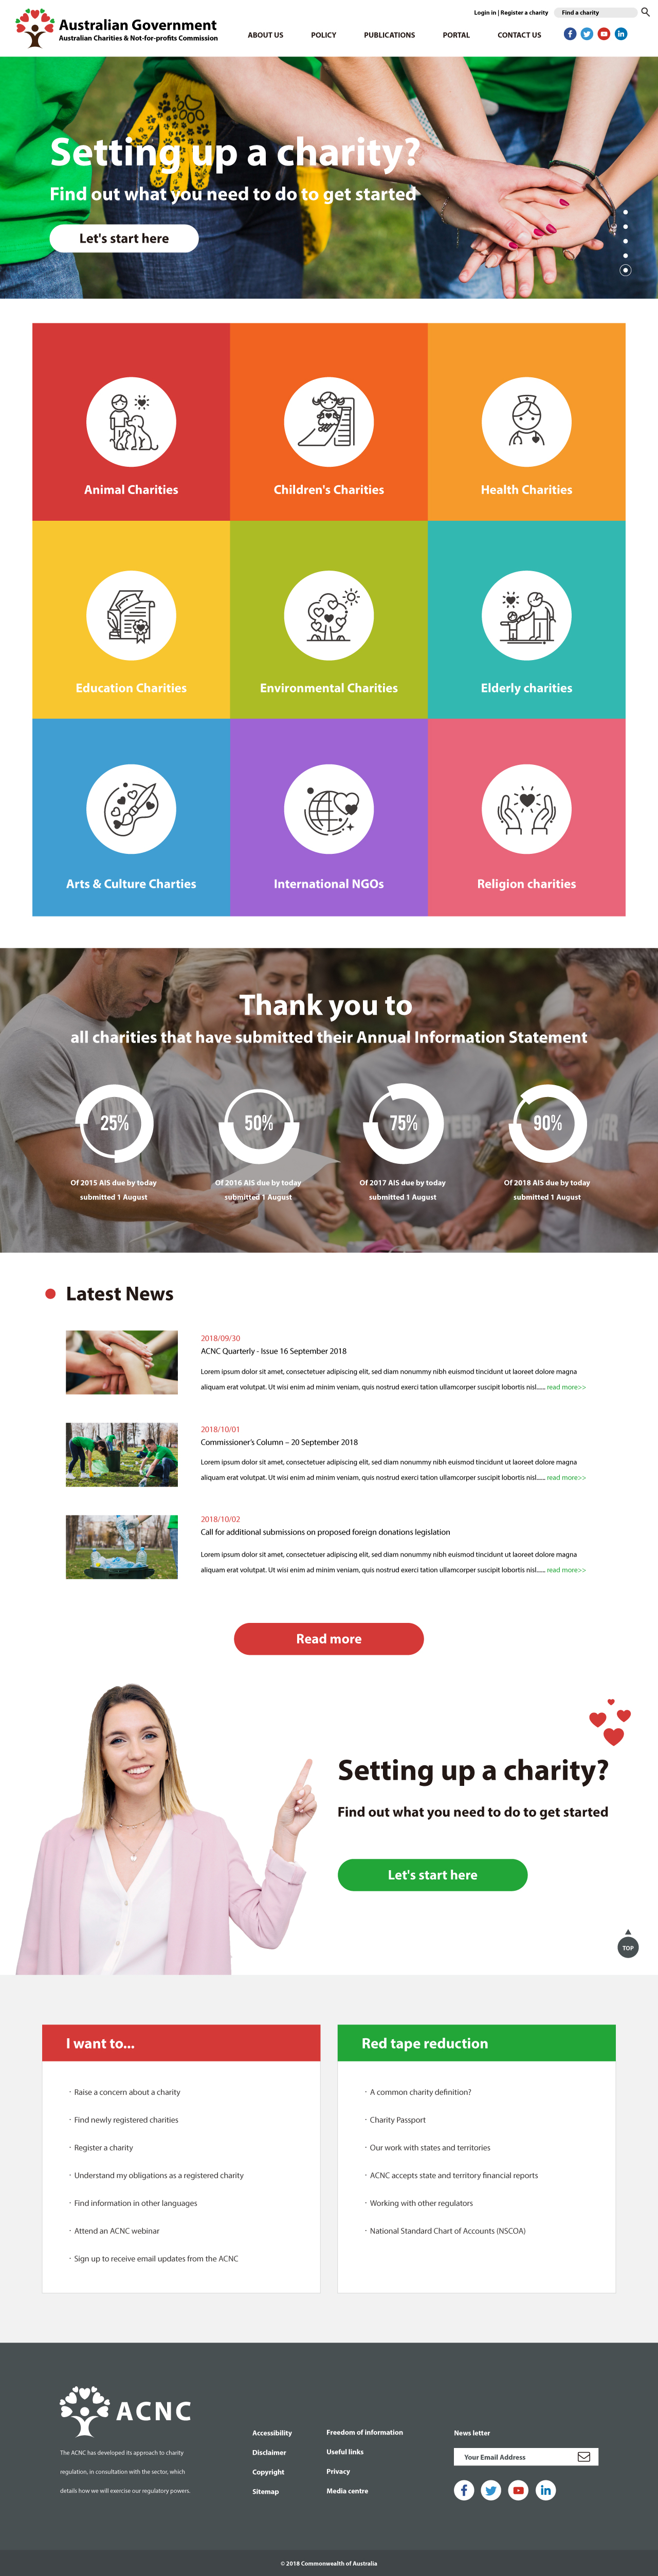 Login in | Register a charity
Find a charity
Australian Government
Australian Charities & Not-for-profits Commission
ABOUT US
POLICY
PUBLICATIONS
PORTAL
CONTACT US
Setting up a charity?
Find out what you need to do to get started
Let's start here
Animal Charities
Children's Charities
Health Charities
Education Charities
Environmental Charities
Elderly charities
Arts & Culture Charties
International NGOs
Religion charities
Thank you to
all charities that have submitted their Annual Information Statement
25%
50%
75%
90%
Of 2015 AIS due by today
submitted 1 August
Of 2016 AIS due by today
submitted 1 August
Of 2017 AIS due by today
submitted 1 August
Of 2018 AIS due by today
submitted 1 August
Latest News
2018/09/30
ACNC Quarterly - Issue 16 September 2018
Lorem ipsum dolor sit amet, consectetuer adipiscing elit, sed diam nonummy nibh euismod tincidunt ut laoreet dolore magna
aliquam erat volutpat. Ut wisi enim ad minim veniam, quis nostrud exerci tation ullamcorper suscipit lobortis nisl...... read more>>
2018/10/01
Commissioner's Column – 20 September 2018
Lorem ipsum dolor sit amet, consectetuer adipiscing elit, sed diam nonummy nibh euismod tincidunt ut laoreet dolore magna
aliquam erat volutpat. Ut wisi enim ad minim veniam, quis nostrud exerci tation ullamcorper suscipit lobortis nisl...... read more>>
2018/10/02
Call for additional submissions on proposed foreign donations legislation
Lorem ipsum dolor sit amet, consectetuer adipiscing elit, sed diam nonummy nibh euismod tincidunt ut laoreet dolore magna
aliquam erat volutpat. Ut wisi enim ad minim veniam, quis nostrud exerci tation ullamcorper suscipit lobortis nisl...... read more>>
Read more
Setting up a charity?
Find out what you need to do to get started
Let's start here
TOP
I want to...
· Raise a concern about a charity
· Find newly registered charities
· Register a charity
· Understand my obligations as a registered charity
· Find information in other languages
· Attend an ACNC webinar
· Sign up to receive email updates from the ACNC
Red tape reduction
· A common charity definition?
· Charity Passport
· Our work with states and territories
· ACNC accepts state and territory financial reports
· Working with other regulators
· National Standard Chart of Accounts (NSCOA)
ACNC
The ACNC has developed its approach to charity
regulation, in consultation with the sector, which
details how we will exercise our regulatory powers.
Accessibility
Disclaimer
Copyright
Sitemap
Freedom of information
Useful links
Privacy
Media centre
News letter
Your Email Address
© 2018 Commonwealth of Australia